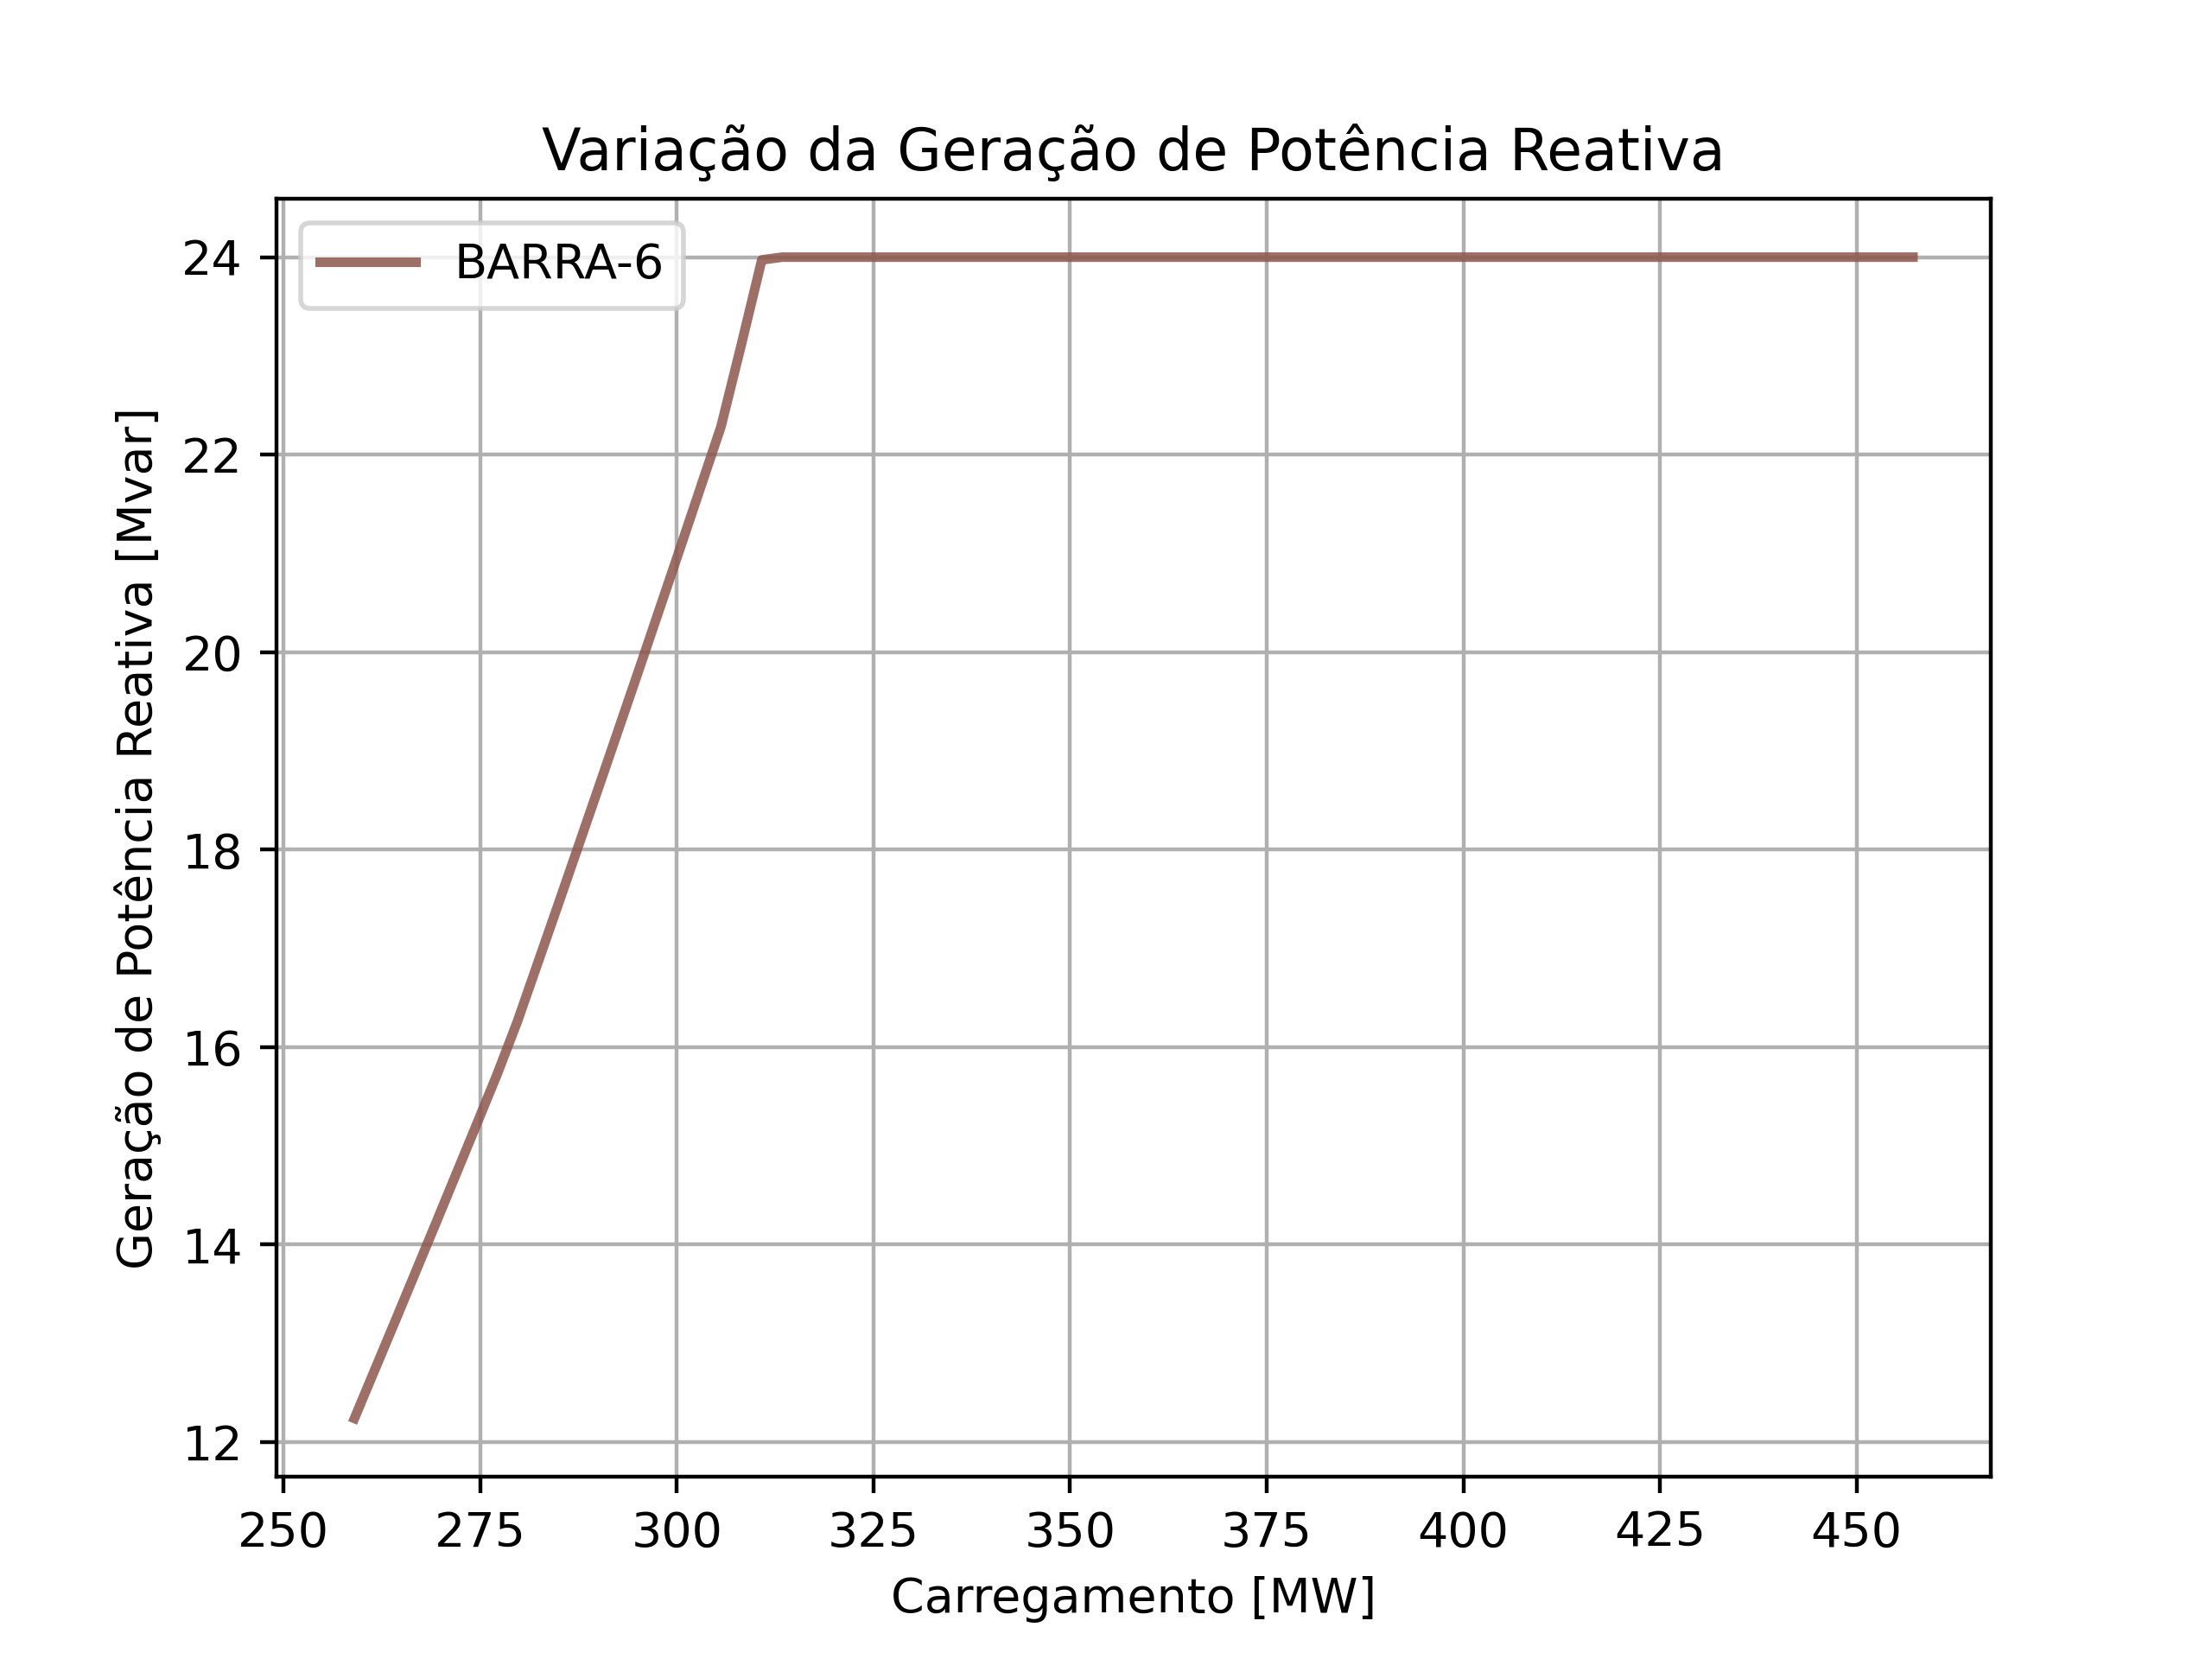 Variação da Geração de Potência Reativa
BARRA-6
Geração de Potência Reativa [Mvar]
24
22
20
18
16
14
12
250 275 300 325 350 375 400 425 450
Carregamento [MW]